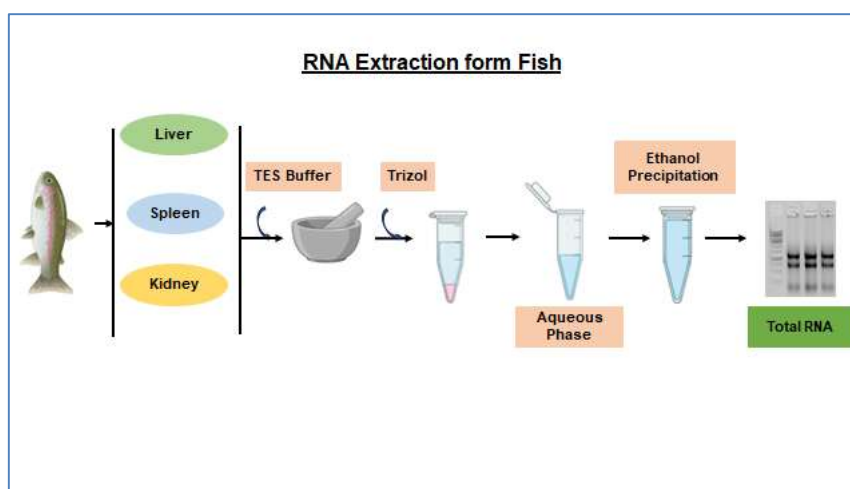 RNA Extraction form Fish
Liver
Spleen
Kidney
TES Buffer
Trizol
Aqueous
Phase
Ethanol
Precipitation
Total RNA